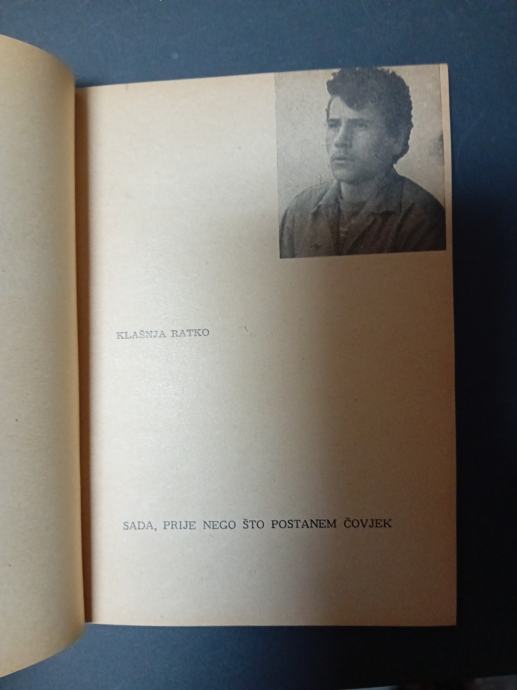 KLAŠNJA RATKO
SADA, PRIJE NEGO ŠTO POSTANEM ČOVJEK